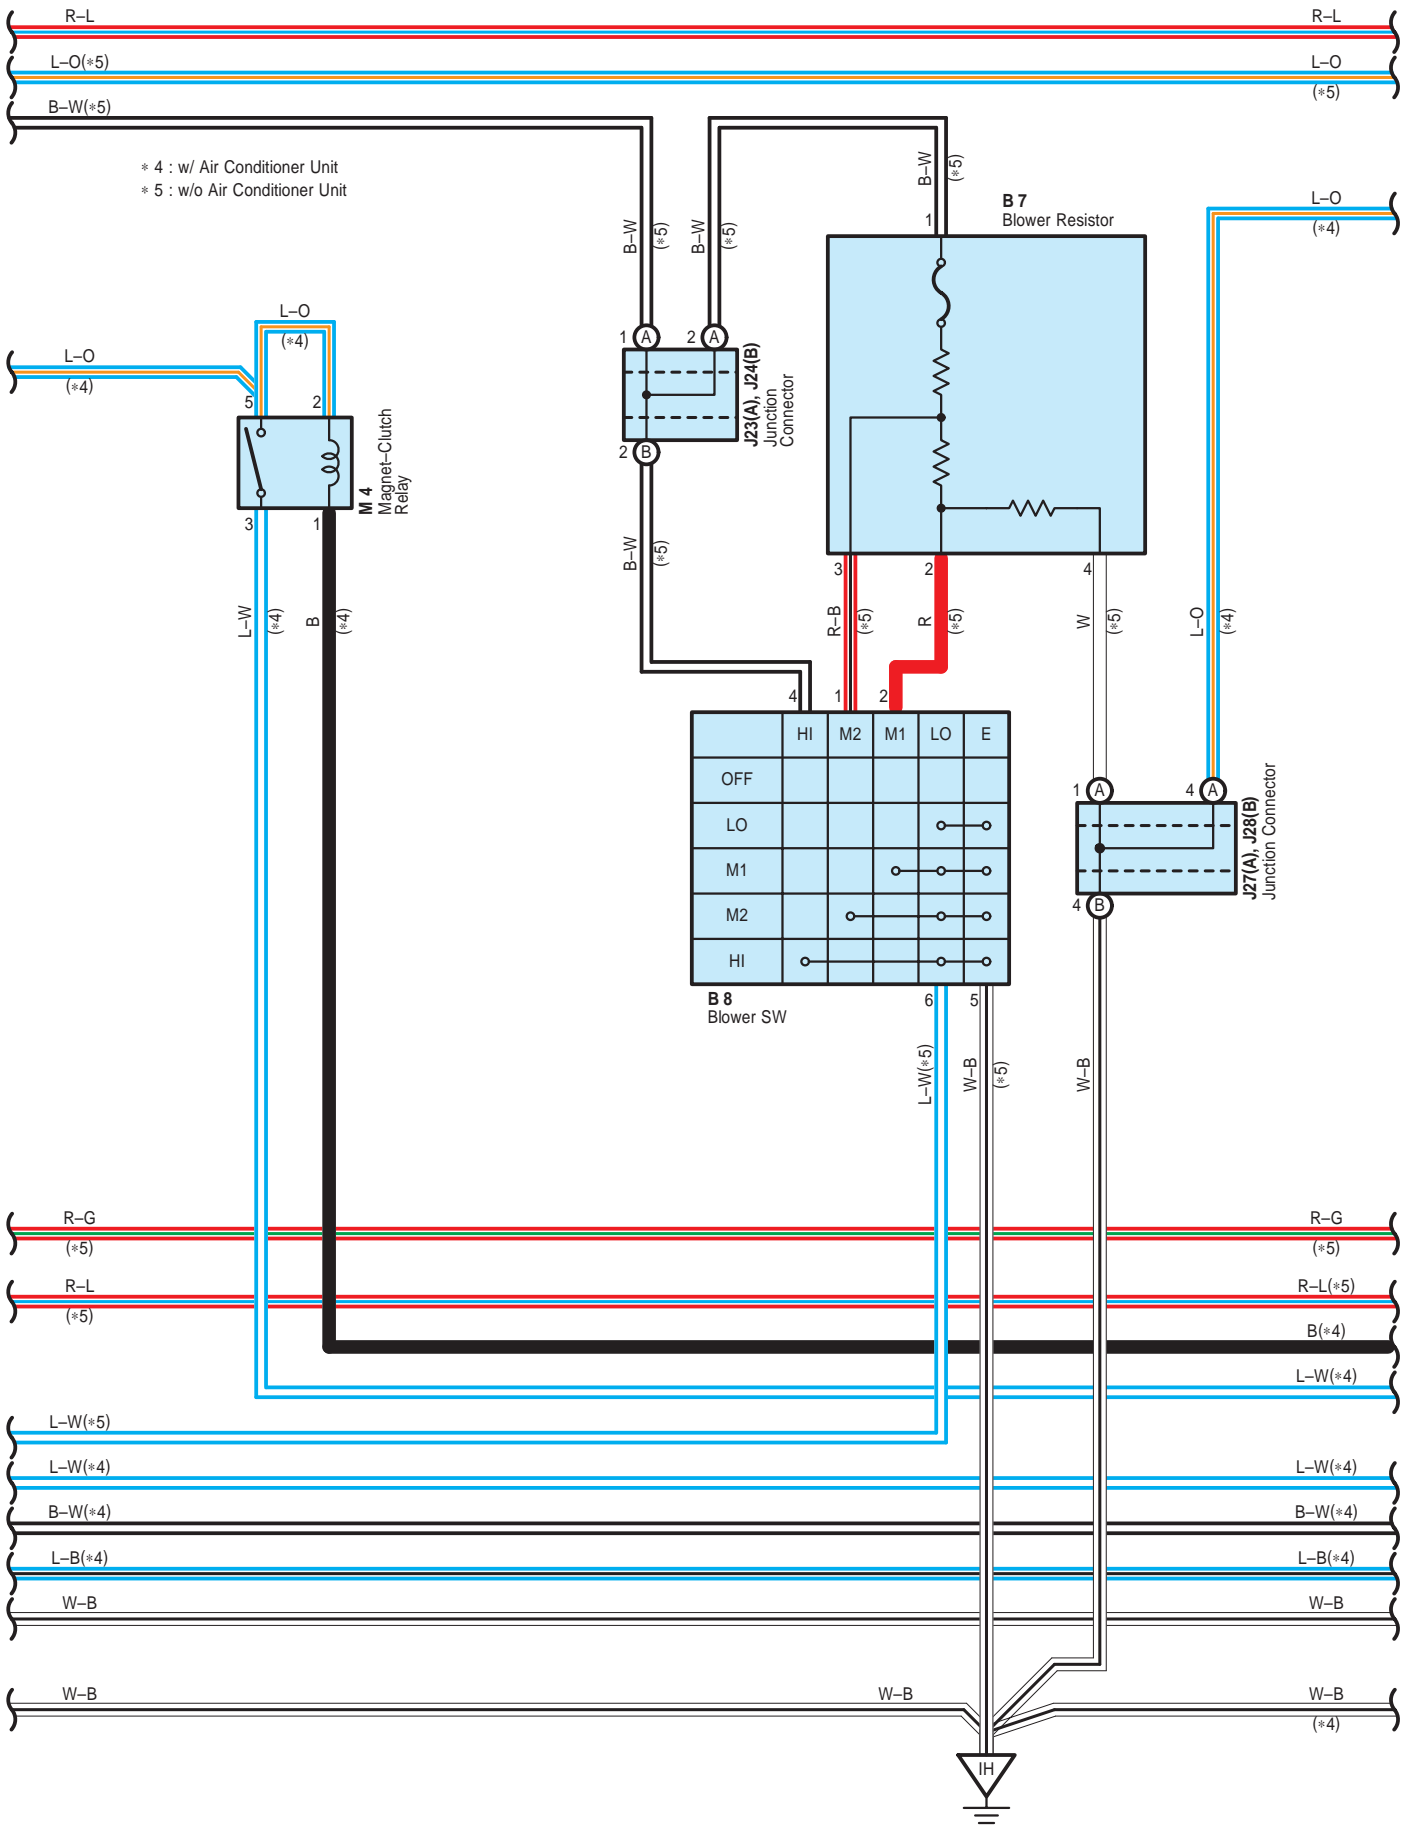 R–L
R–L
L–O(*5)
L–O
(*5)
B–W(*5)
* 4 : w/ Air Conditioner Unit
* 5 : w/o Air Conditioner Unit
B–W
(*5)
B–W
(*5)
B–W
(*5)
1
B 7
Blower Resistor
L–O
(*4)
L–O
(*4)
L–O
(*4)
5
2
3
1
M 4
Magnet–Clutch
Relay
1
A
2
A
2
B
J23(A), J24(B)
Junction
Connector
B–W
(*5)
3
2
4
L–W
(*4)
B
(*4)
R–B
(*5)
R
(*5)
W
(*5)
L–O
(*4)
4
1
2
HI
M2
M1
LO
E
OFF
LO
M1
M2
HI
B 8
Blower SW
6
5
1
A
4
A
4
B
J27(A), J28(B)
Junction Connector
L–W(*5)
W–B
(*5)
W–B
R–G
(*5)
R–G
(*5)
R–L
(*5)
R–L(*5)
B(*4)
L–W(*4)
L–W(*5)
L–W(*4)
L–W(*4)
B–W(*4)
B–W(*4)
L–B(*4)
L–B(*4)
W–B
W–B
W–B
W–B
W–B
(*4)
IH